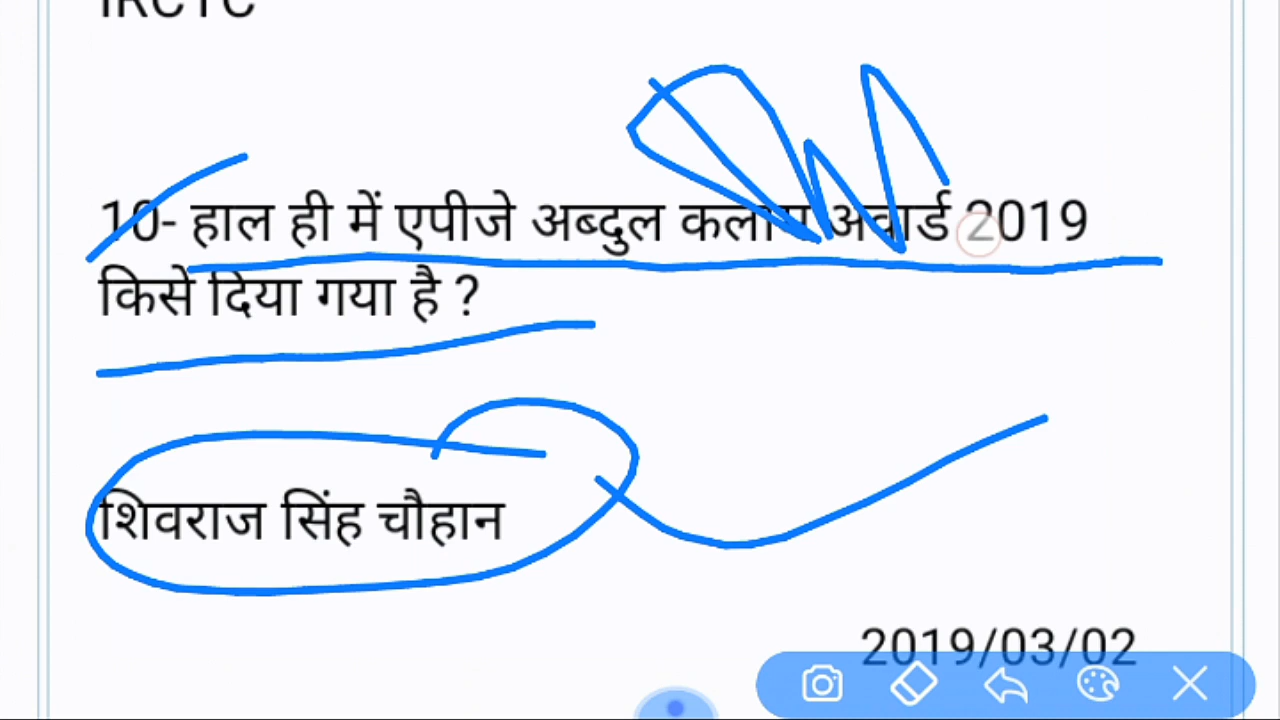 IRCTC
10- हाल ही में एपीजे अब्दुल कलाम अवार्ड 2019
किसे दिया गया है ?
शिवराज सिंह चौहान
2019/03/02